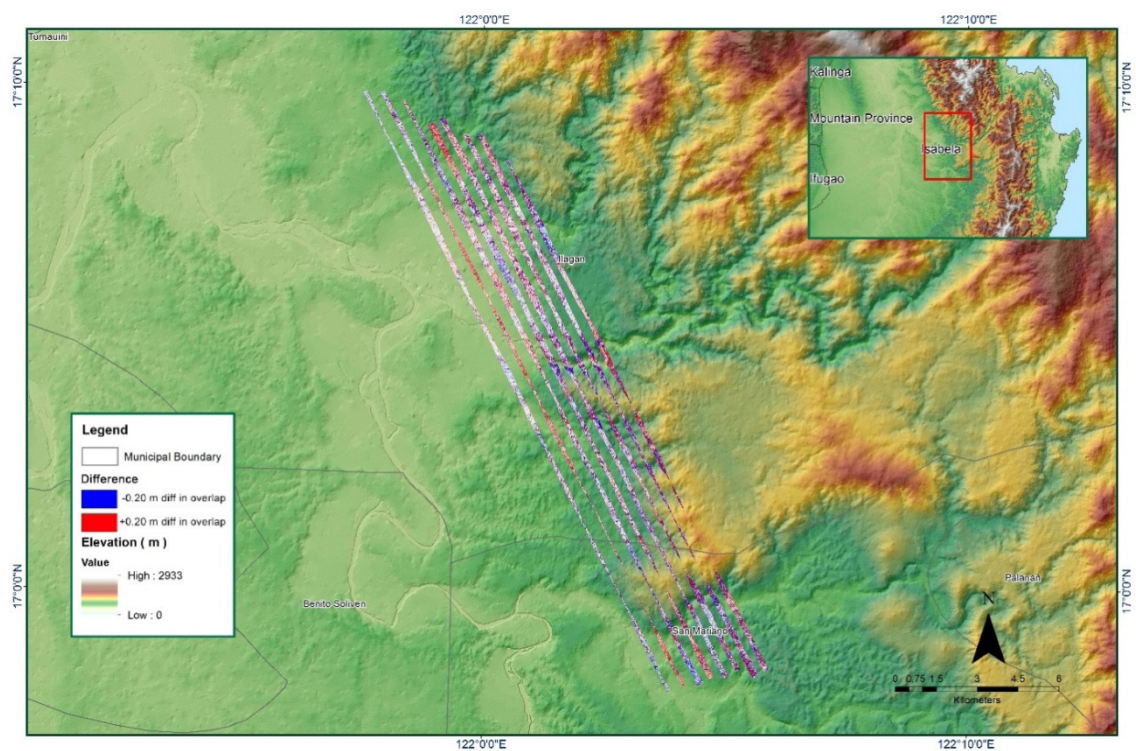 122°0'0"E
122°10'0"E
Tumauini
17°10'0"N
17°10'0"N
Kalinga
Mountain Province
Isabela
Ifugao
Ilagan
Legend
Municipal Boundary
Difference
-0.20 m diff in overlap
+0.20 m diff in overlap
Elevation ( m )
Value
High : 2933
Low : 0
17°0'0"N
17°0'0"N
Benito Soliven
San Mariano
Palanan
N
0 0.75 1.5 3 4.5 6
Kilometers
122°0'0"E
122°10'0"E